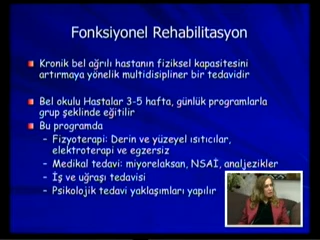 Fonksiyonel Rehabilitasyon
Kronik bel ağrılı hastanın fiziksel kapasitesini
artırmaya yönelik multidisipliner bir tedavidir
Bel okulu Hastalar 3-5 hafta, günlük programlarla
grup şeklinde eğitilir
Bu programda
– Fizyoterapi: Derin ve yüzeyel ısıtıcılar,
elektroterapi ve egzersiz
– Medikal tedavi: miyorelaksan, NSAİ, analjezikler
– İş ve uğraşı tedavisi
– Psikolojik tedavi yaklaşımları yapılır